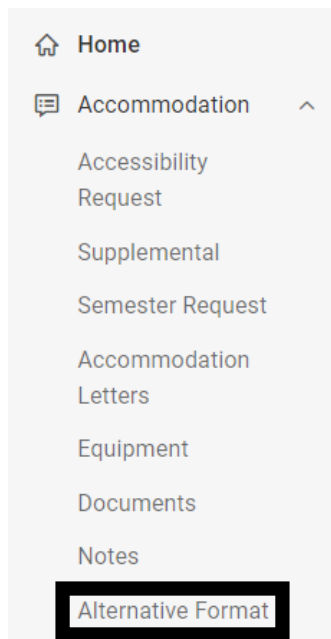 Home
Accommodation
Accessibility
Request
Supplemental
Semester Request
Accommodation
Letters
Equipment
Documents
Notes
Alternative Format